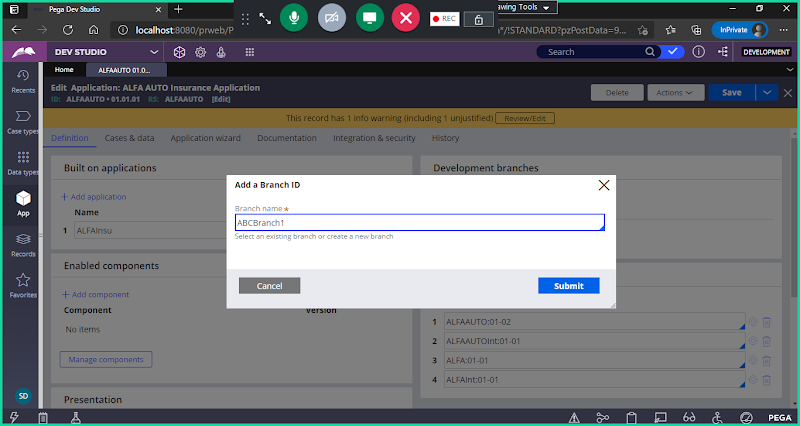 Pega Dev Studio
localhost:8080/prweb/P
*/!STANDARD?pzPostData=9...
InPrivate
REC
aving Tools
DEV STUDIO
Search
DEVELOPMENT
Recents
Case types
Data types
App
Records
Favorites
SD
Home
ALFAAUTO 01.0...
Edit Application: ALFA AUTO Insurance Application
ID: ALFAAUTO • 01.01.01 RS: ALFAAUTO [Edit]
Delete
Actions
Save
This record has 1 info warning (including 1 unjustified)
Review/Edit
Definition
Cases & data
Application wizard
Documentation
Integration & security
History
Built on applications
Add application
Name
1 ALFAInsu
Enabled components
Add component
Component
Version
No items
Manage components
Presentation
Development branches
Add a Branch ID
Branch name
ABCBranch1
Select an existing branch or create a new branch
Cancel
Submit
1 ALFAAUTO:01-02
2 ALFAAUTOInt:01-01
3 ALFA:01-01
4 ALFAInt:01-01
PEGA